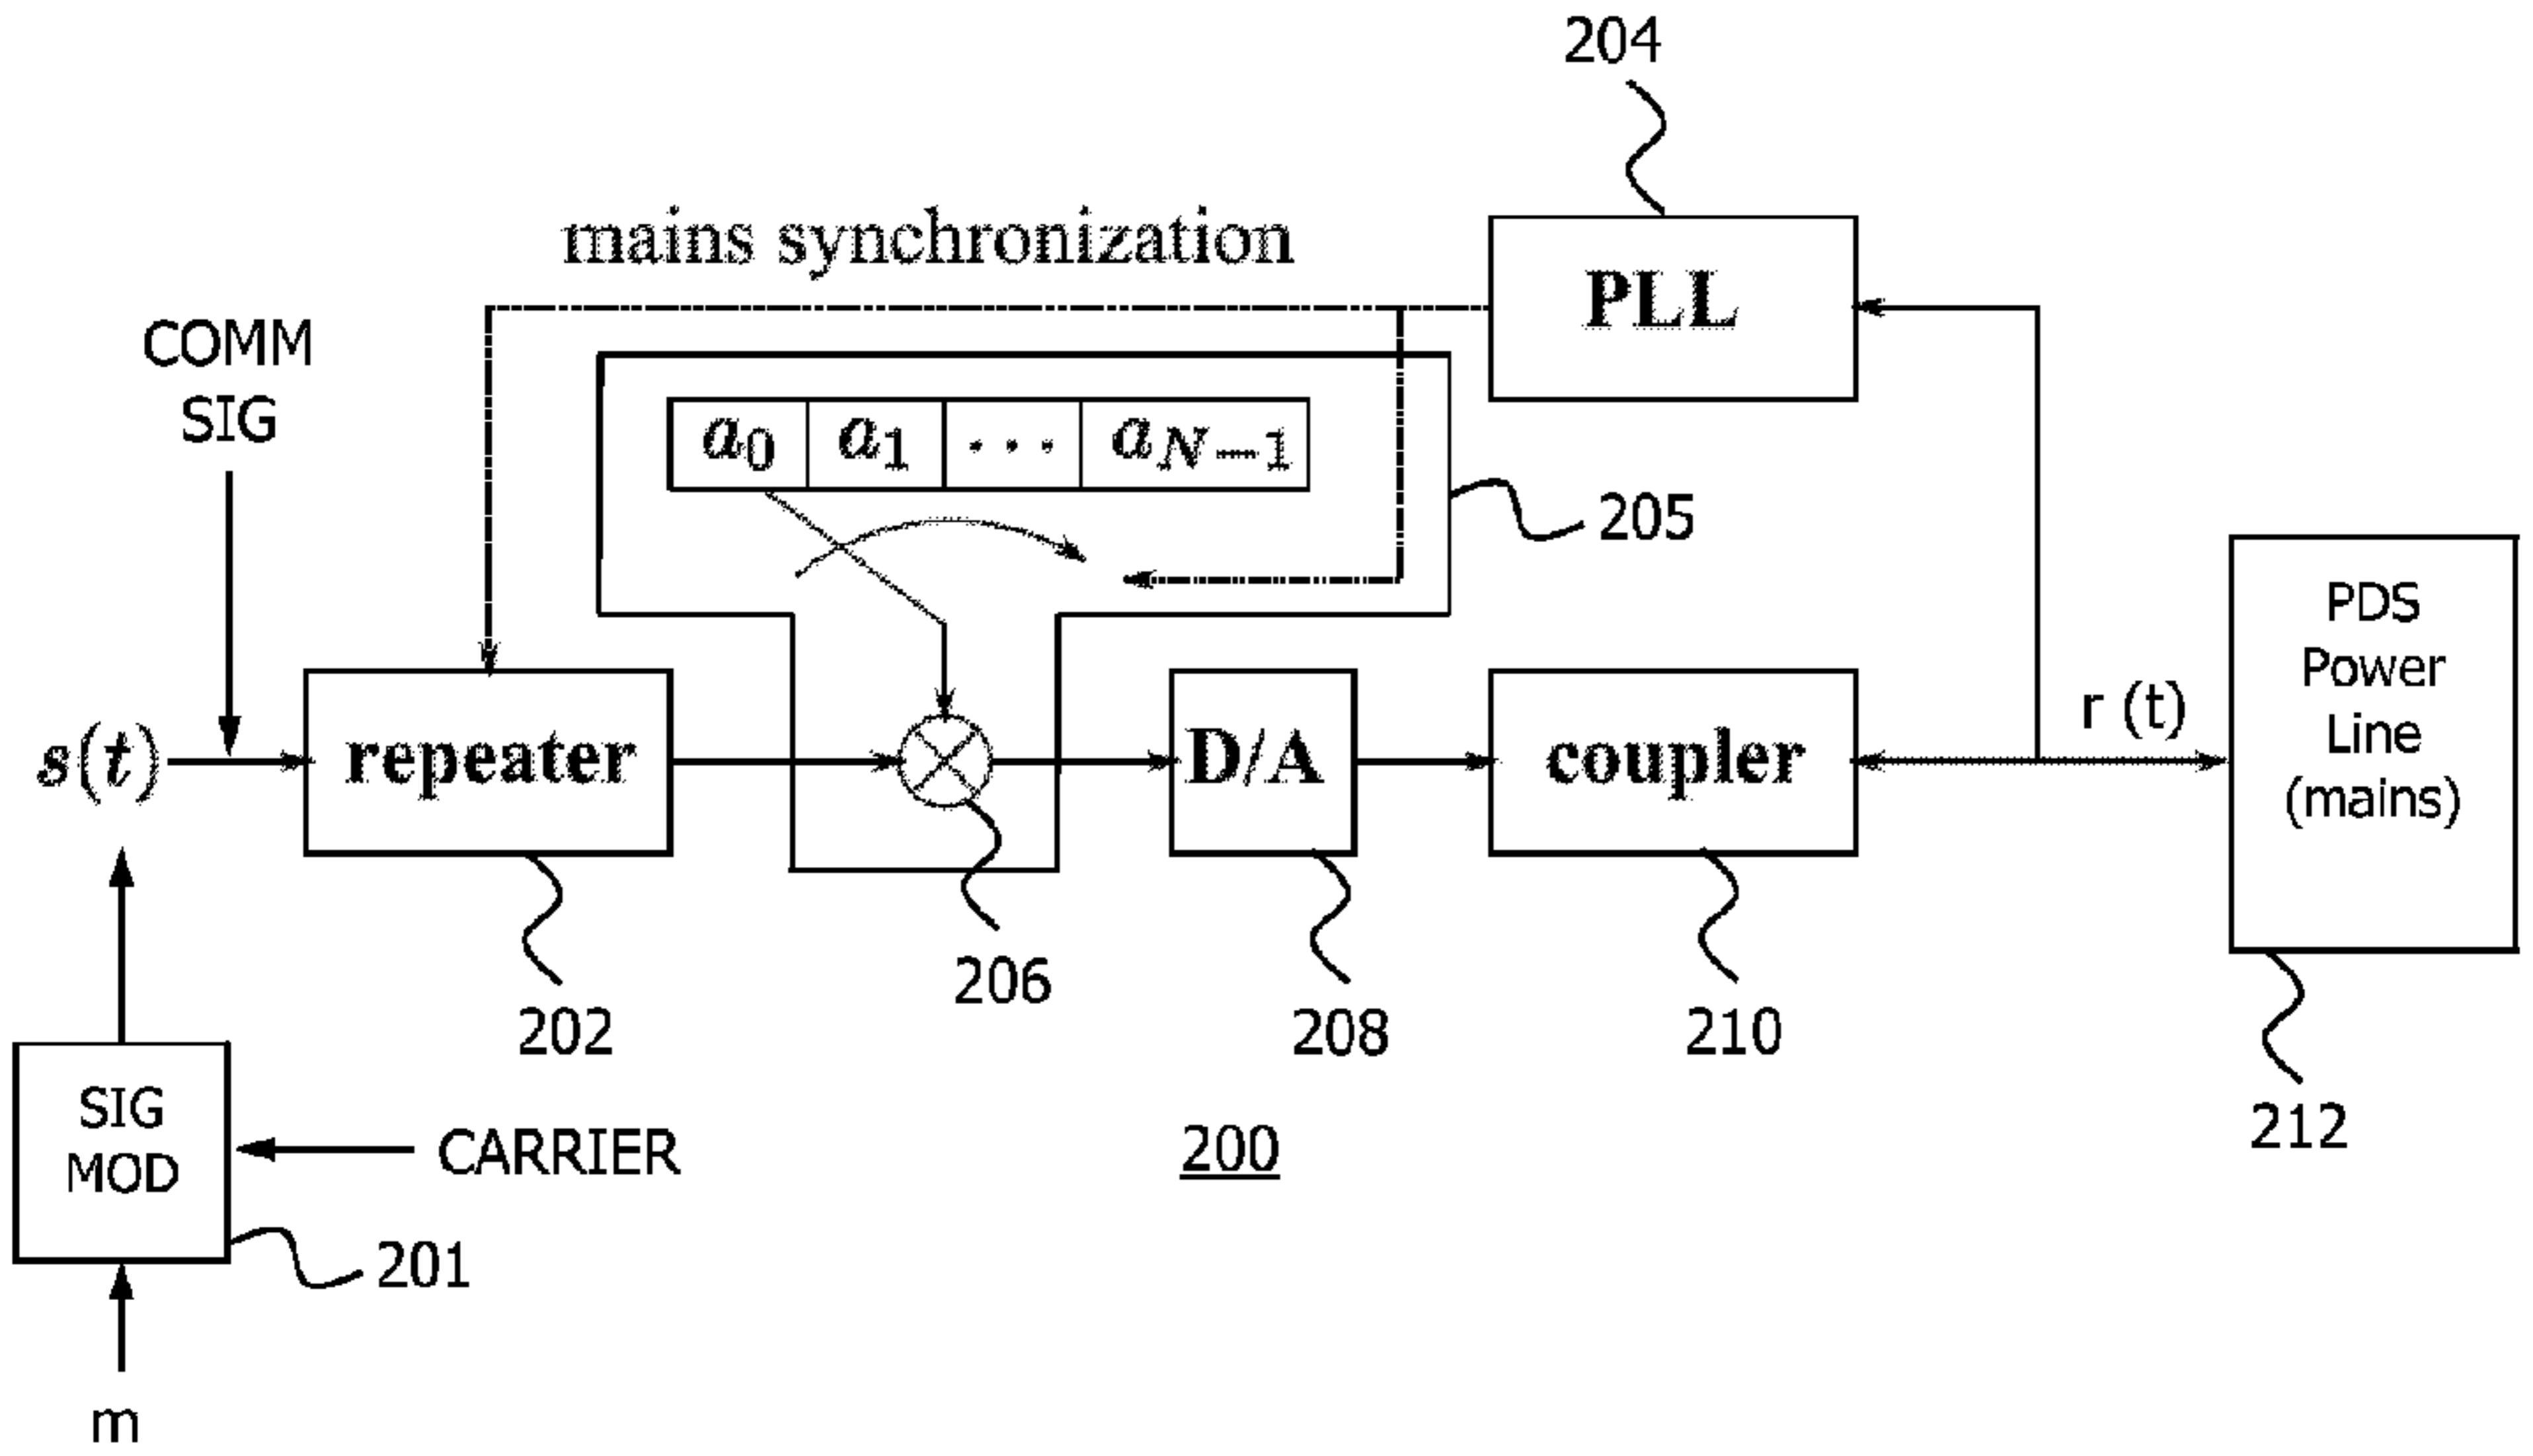 204
mains synchronization
PLL
COMM
SIG
a0 a1 ... aN-1
205
PDS
Power
Line
(mains)
s(t)
repeater
D/A
coupler
r (t)
206
202
208
210
212
SIG
MOD
CARRIER
200
201
m